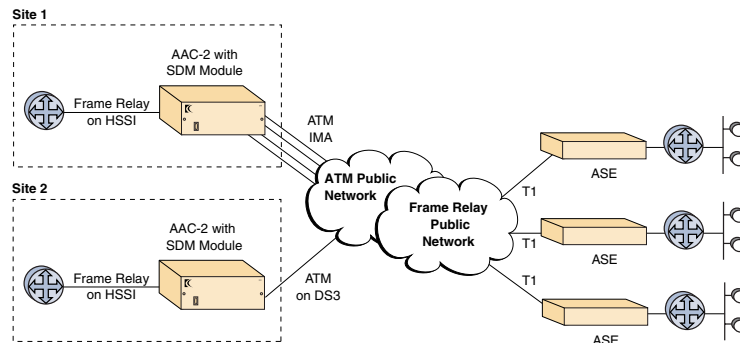 Site 1
AAC-2 with
SDM Module
Frame Relay
on HSSI
ATM
IMA
ATM Public
Network
Frame Relay
Public
Network
T1
ASE
T1
ASE
T1
ASE
Site 2
AAC-2 with
SDM Module
Frame Relay
on HSSI
ATM
on DS3